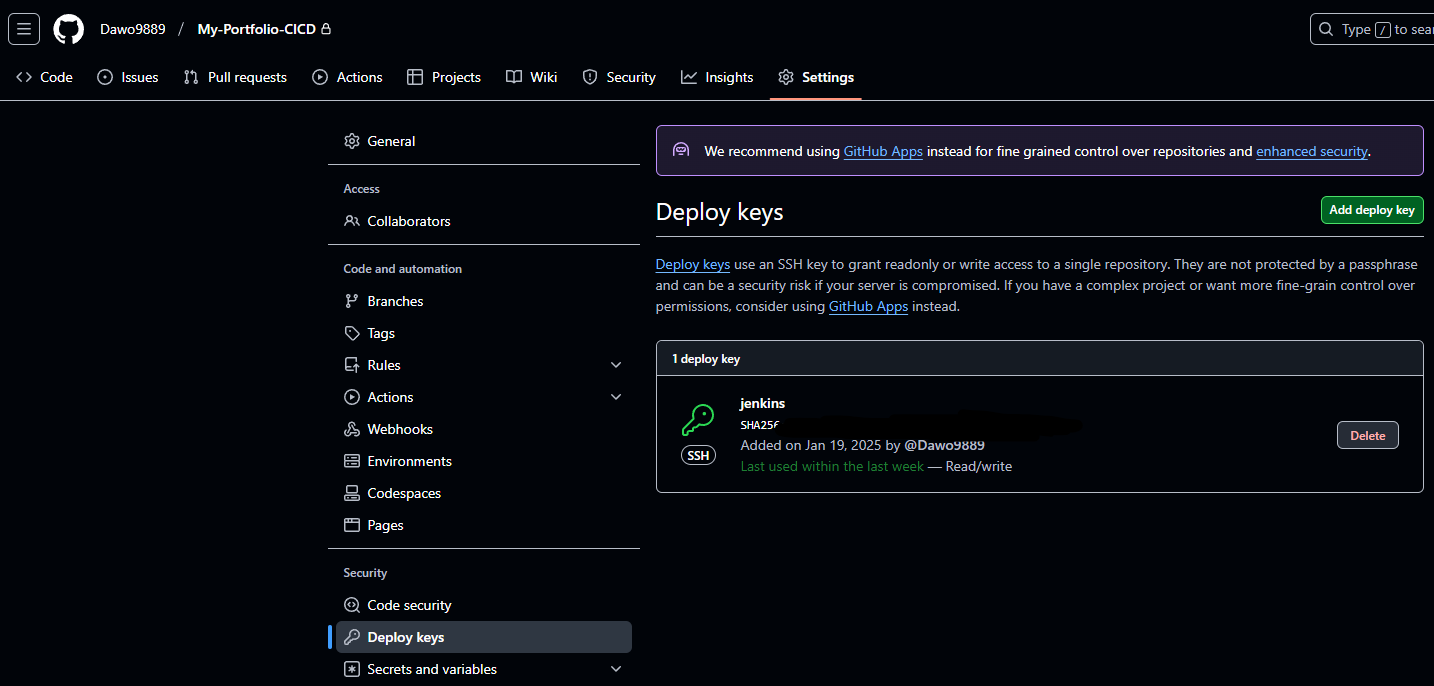 Dawo9889 / My-Portfolio-CICD
Type / to sear
Code Issues Pull requests Actions Projects Wiki Security Insights Settings
General
Access
Collaborators
Code and automation
Branches
Tags
Rules
Actions
Webhooks
Environments
Codespaces
Pages
Security
Code security
Deploy keys
Secrets and variables
We recommend using GitHub Apps instead for fine grained control over repositories and enhanced security.
Deploy keys
Add deploy key
Deploy keys use an SSH key to grant readonly or write access to a single repository. They are not protected by a passphrase
and can be a security risk if your server is compromised. If you have a complex project or want more fine-grain control over
permissions, consider using GitHub Apps instead.
1 deploy key
SSH
jenkins
SHA256
Added on Jan 19, 2025 by @Dawo9889
Last used within the last week — Read/write
Delete